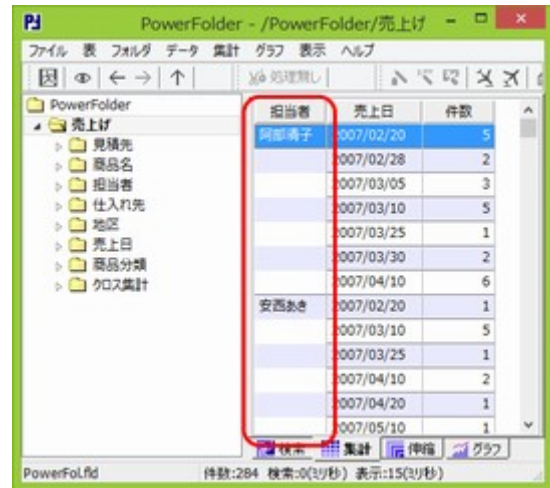 PowerFolder - /PowerFolder/売上げ
ファイル 表 フォルダ データ 集計 グラフ 表示 ヘルプ
処理無し
PowerFolder
売上げ
見積先
商品名
担当者
仕入れ先
地区
売上日
商品分類
クロス集計
担当者 売上日 件数
阿部清子 2007/02/20 5
2007/02/28 2
2007/03/05 3
2007/03/10 5
2007/03/25 1
2007/03/30 2
2007/04/10 6
安西あき 2007/02/20 1
2007/03/10 5
2007/03/25 1
2007/04/10 2
2007/04/20 1
2007/05/10 1
検索 集計 伸縮 グラフ
PowerFol.fld 件数:284 検索:0(ミリ秒) 表示:15(ミリ秒)